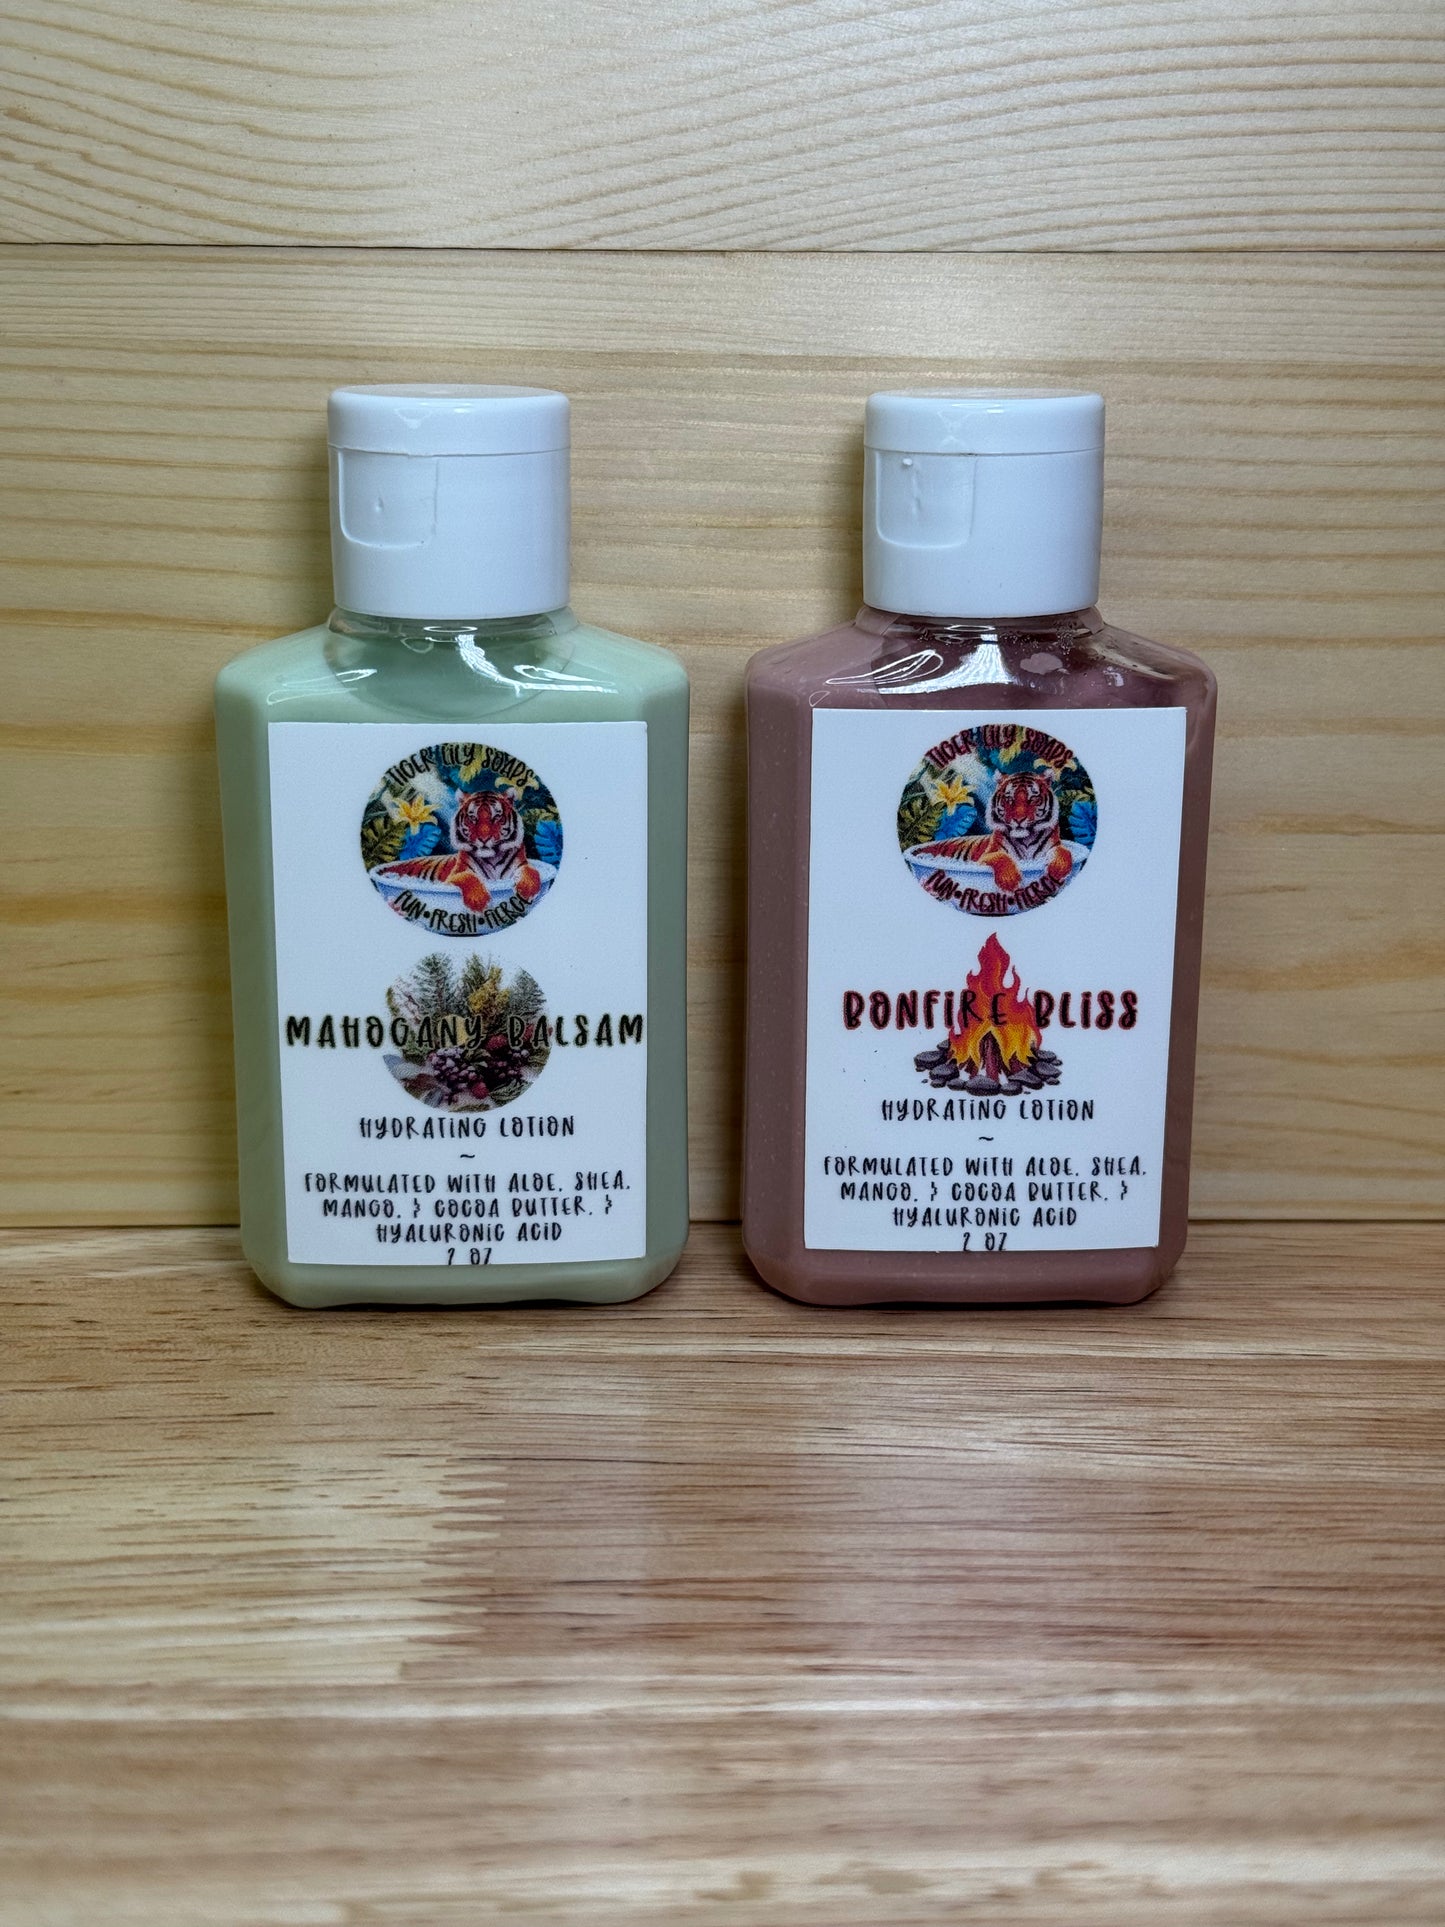 TIGER LILY SOAPS
FUN•FRESH•FIERCE
MAHOGANY BALSAM
HYDRATING LOTION
~
FORMULATED WITH ALOE, SHEA,
MANGO, & COCOA BUTTER, &
HYALURONIC ACID
2 OZ
TIGER LILY SOAPS
FUN•FRESH•FIERCE
BONFIRE BLISS
HYDRATING LOTION
~
FORMULATED WITH ALOE, SHEA,
MANGO, & COCOA BUTTER, &
HYALURONIC ACID
2 OZ